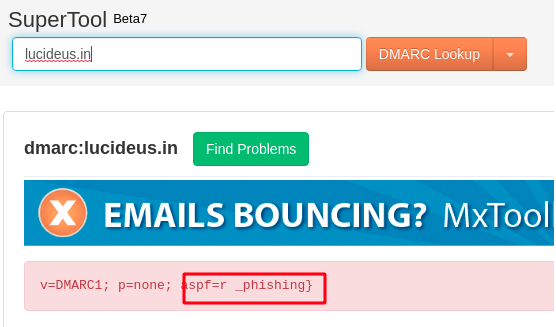 SuperTool Beta7
lucideus.in
DMARC Lookup
dmarc:lucideus.in
Find Problems
X EMAILS BOUNCING? MxTool
v=DMARC1; p=none; aspf=r _phishing}